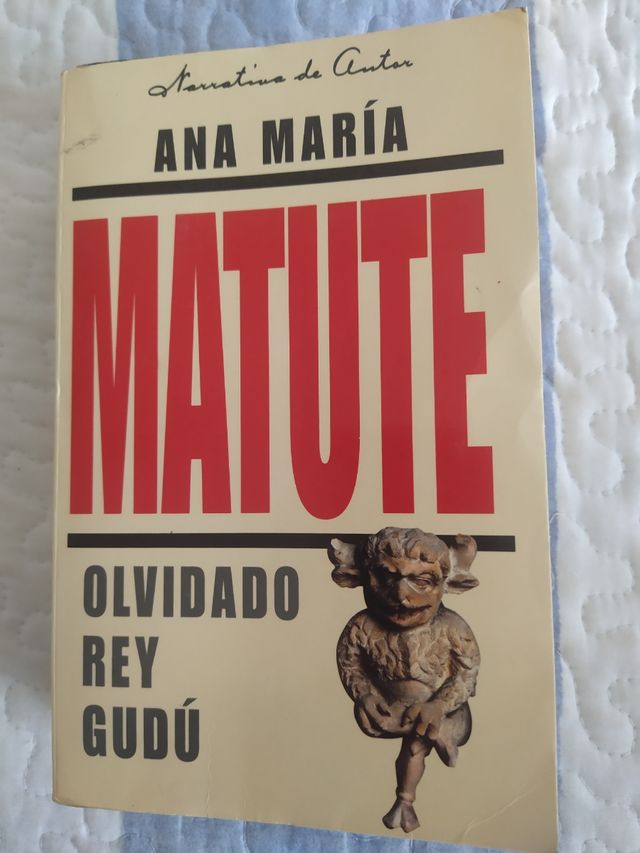 Narrativa de Autor
ANA MARÍA
MATUTE
OLVIDADO
REY
GUDÚ